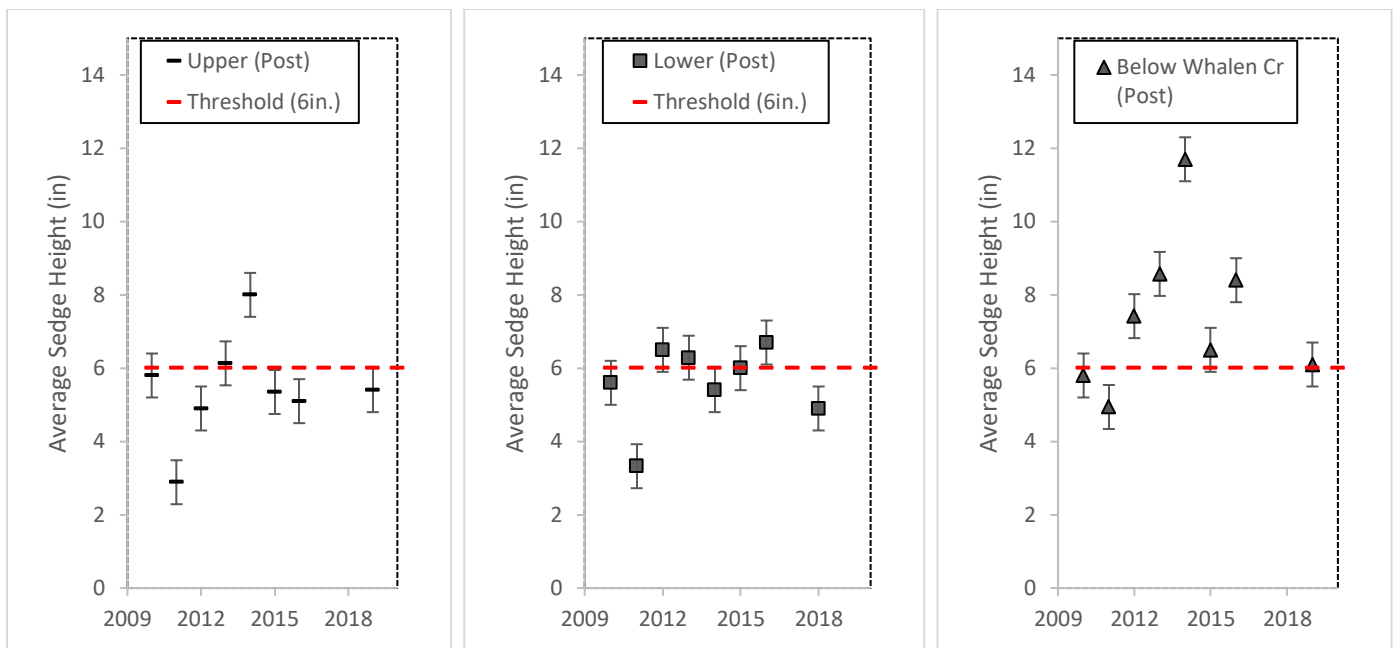 Upper (Post)
Threshold (6in.)
Average Sedge Height (in)
14
12
10
8
6
4
2
0
2009 2012 2015 2018
Lower (Post)
Threshold (6in.)
Average Sedge Height (in)
14
12
10
8
6
4
2
0
2009 2012 2015 2018
Below Whalen Cr
(Post)
Average Sedge Height (in)
14
12
10
8
6
4
2
0
2009 2012 2015 2018